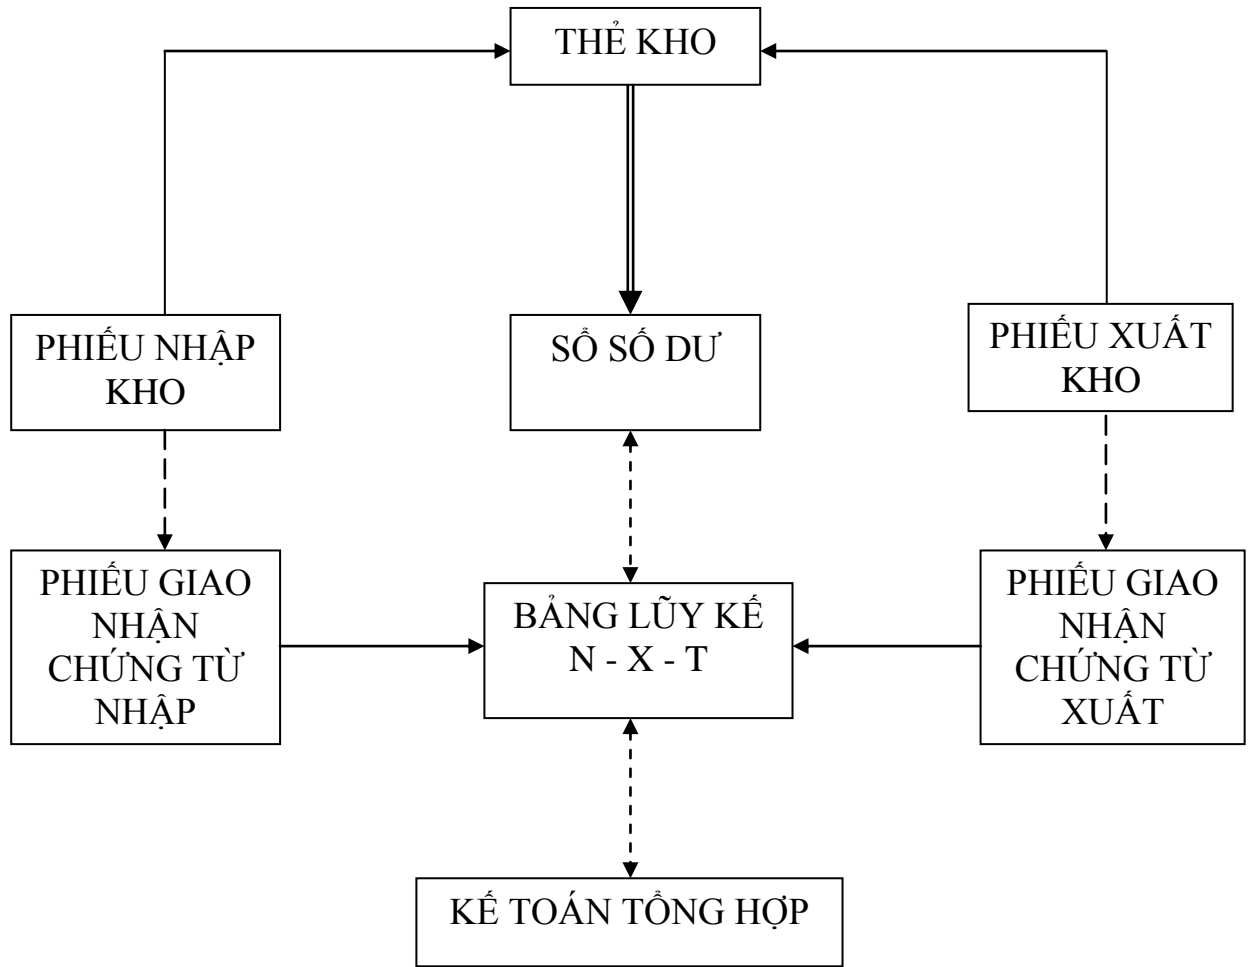 THẺ KHO
PHIẾU NHẬP
KHO
SỔ SỐ DƯ
PHIẾU XUẤT
KHO
PHIẾU GIAO
NHẬN
CHỨNG TỪ
NHẬP
BẢNG LŨY KẾ
N - X - T
PHIẾU GIAO
NHẬN
CHỨNG TỪ
XUẤT
KẾ TOÁN TỔNG HỢP